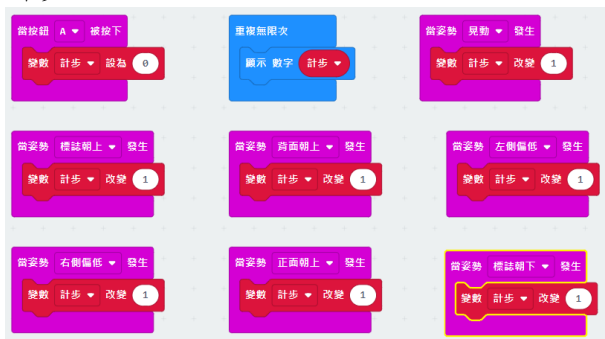 當按鈕 A 被按下
變數 計步 設為 0
重複無限次
顯示 數字 計步
當姿勢 晃動 發生
變數 計步 改變 1
當姿勢 標誌朝上 發生
變數 計步 改變 1
當姿勢 背面朝上 發生
變數 計步 改變 1
當姿勢 左側偏低 發生
變數 計步 改變 1
當姿勢 右側偏低 發生
變數 計步 改變 1
當姿勢 正面朝上 發生
變數 計步 改變 1
當姿勢 標誌朝下 發生
變數 計步 改變 1